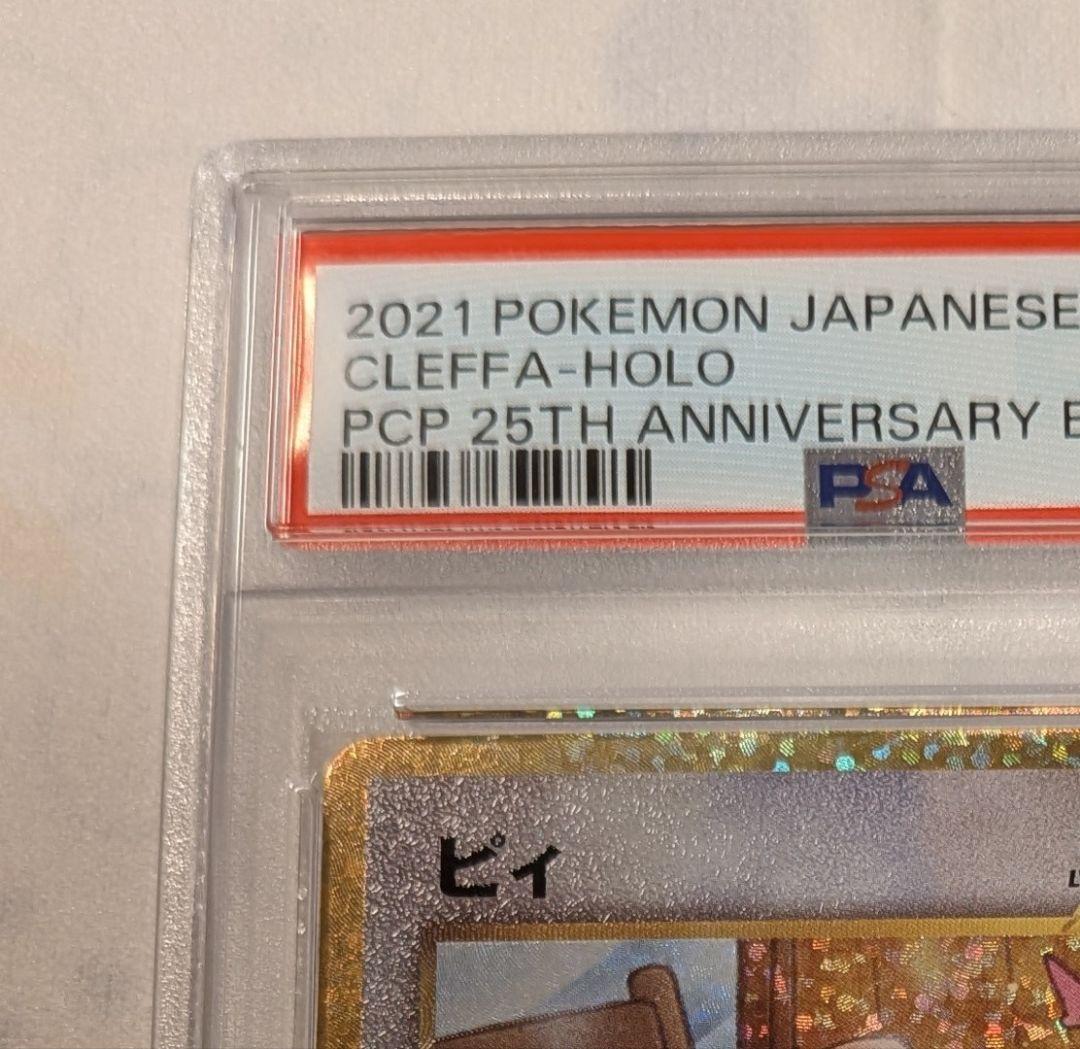 2021 POKEMON JAPANESE
CLEFFA-HOLO
PCP 25TH ANNIVERSARY E
PSA
ピィ